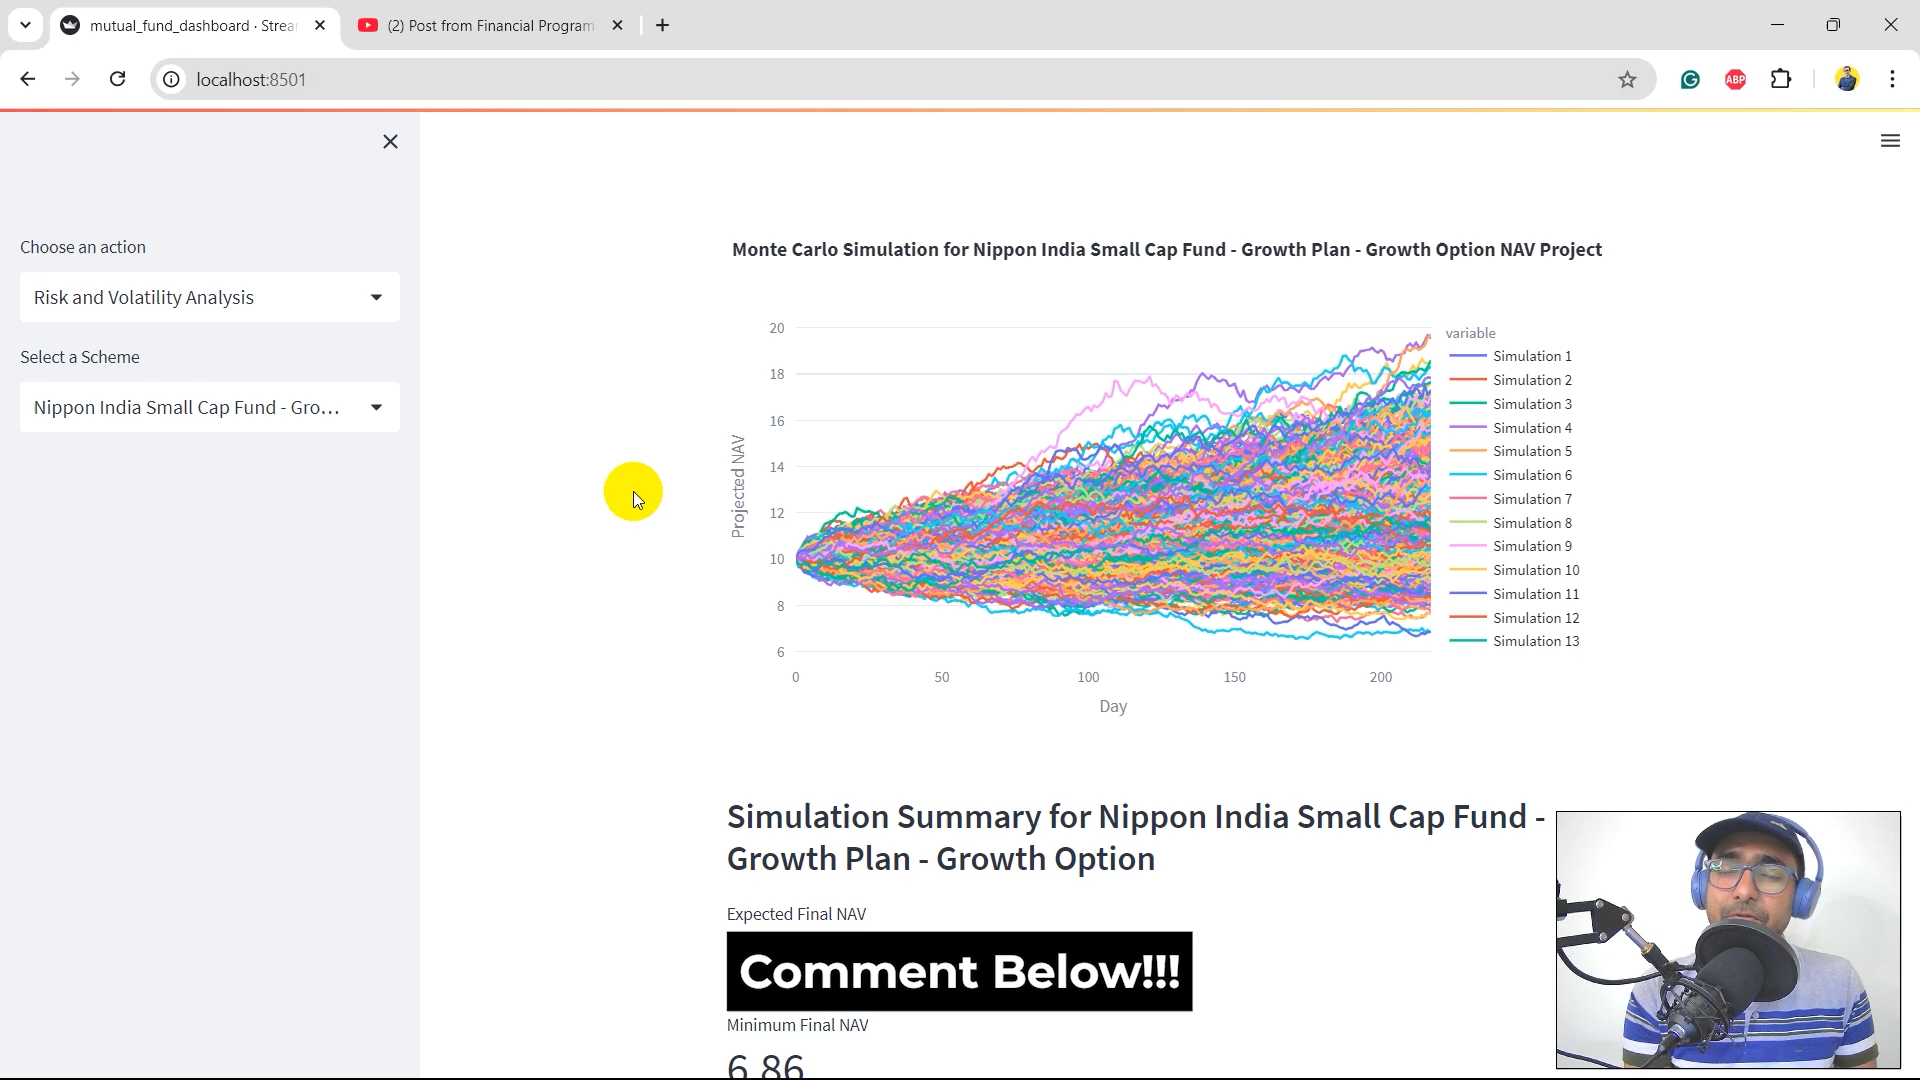 mutual_fund_dashboard · Strea
(2) Post from Financial Program
localhost:8501
ABP
Choose an action
Risk and Volatility Analysis
Select a Scheme
Nippon India Small Cap Fund - Gro...
Monte Carlo Simulation for Nippon India Small Cap Fund - Growth Plan - Growth Option NAV Project
20
18
16
14
12
10
8
6
Projected NAV
0
50
100
150
200
Day
variable
Simulation 1
Simulation 2
Simulation 3
Simulation 4
Simulation 5
Simulation 6
Simulation 7
Simulation 8
Simulation 9
Simulation 10
Simulation 11
Simulation 12
Simulation 13
Simulation Summary for Nippon India Small Cap Fund -
Growth Plan - Growth Option
Expected Final NAV
Comment Below!!!
Minimum Final NAV
6.86